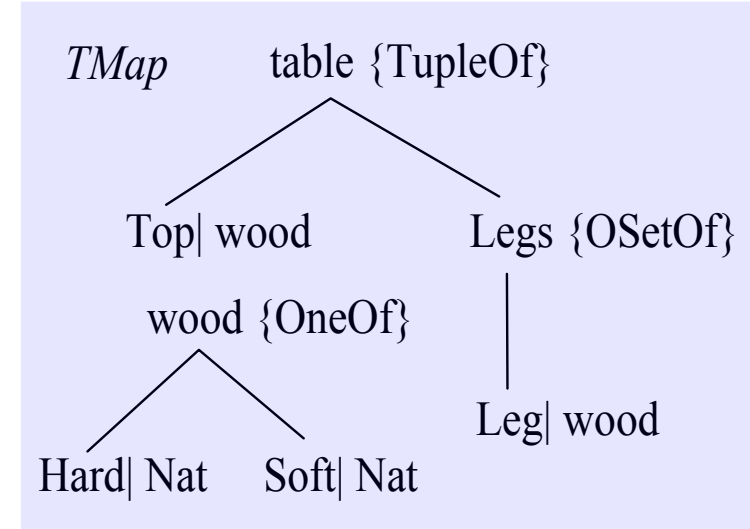 TMap table {TupleOf}
Top| wood Legs {OSetOf}
wood {OneOf}
Leg| wood
Hard| Nat Soft| Nat